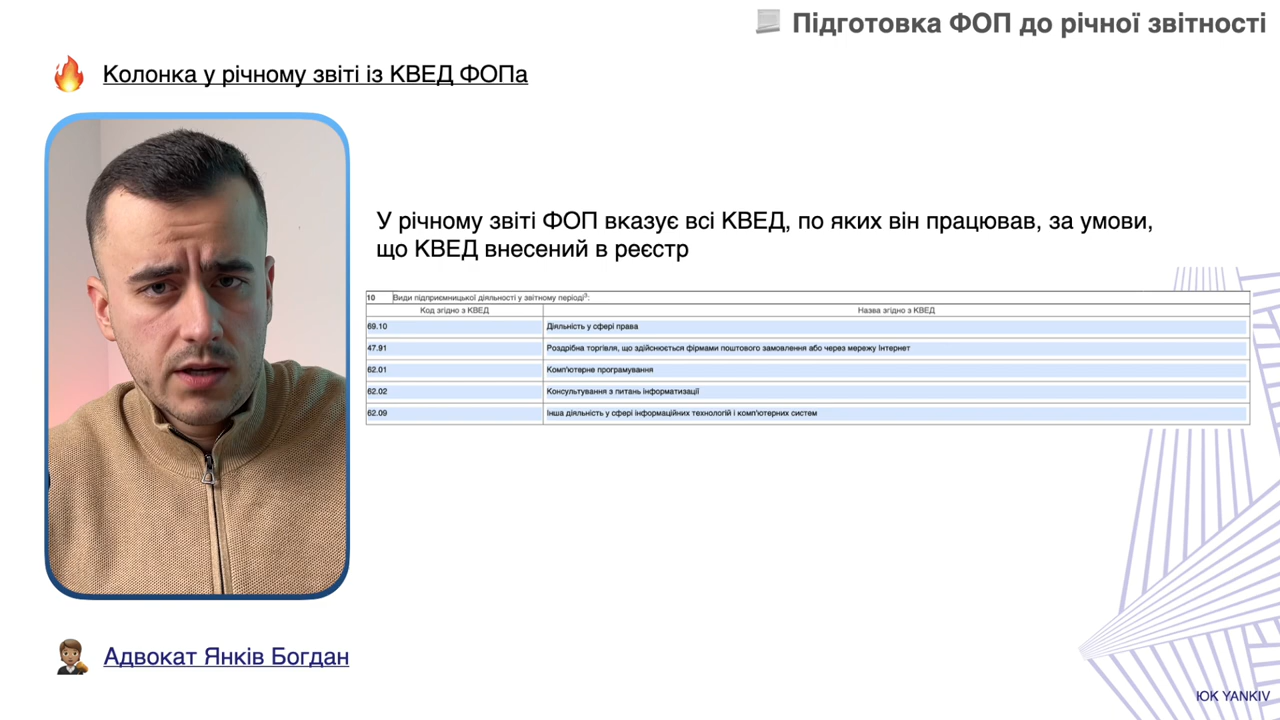 Підготовка ФОП до річної звітності
Колонка у річному звіті із КВЕД ФОПа
У річному звіті ФОП вказує всі КВЕД, по яких він працював, за умови,
що КВЕД внесений в реєстр
10 Види підприємницької діяльності у звітному періоді³:
Код згідно з КВЕД Назва згідно з КВЕД
69.10 Діяльність у сфері права
47.91 Роздрібна торгівля, що здійснюється фірмами поштового замовлення або через мережу Інтернет
62.01 Комп'ютерне програмування
62.02 Консультування з питань інформатизації
62.09 Інша діяльність у сфері інформаційних технологій і комп'ютерних систем
Адвокат Янків Богдан
ЮК YANKIV